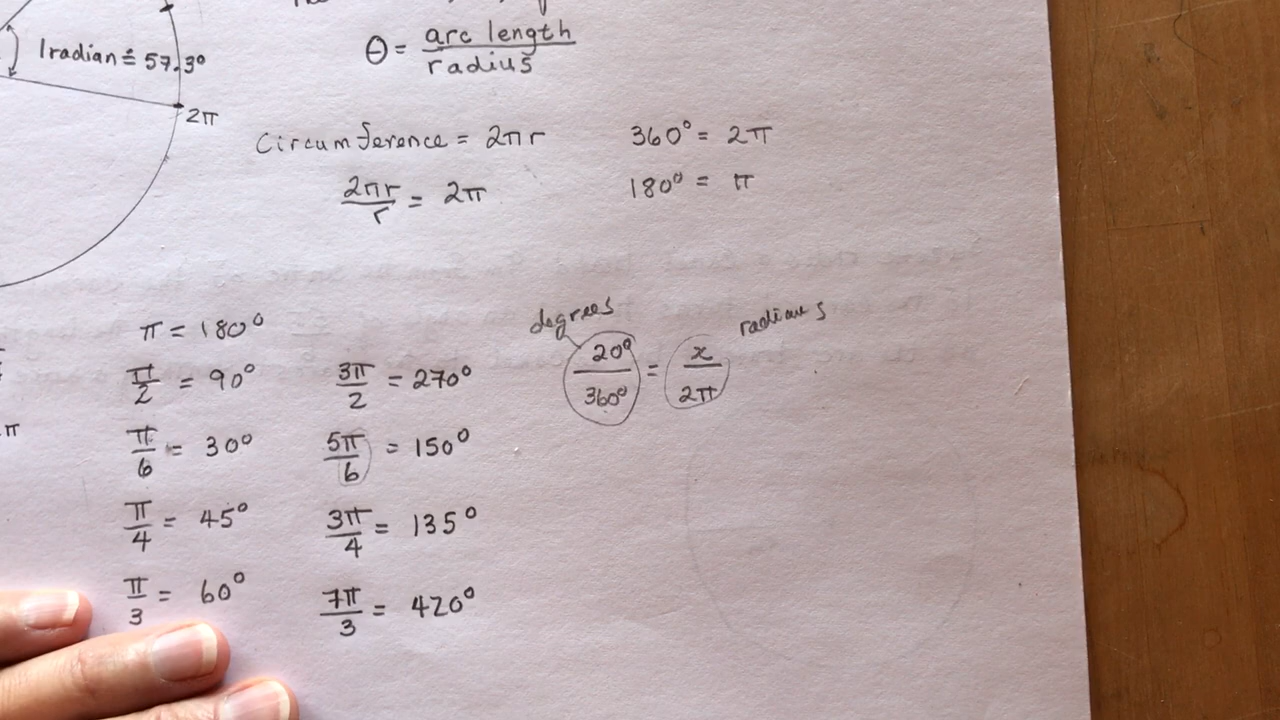 1 radian ≐ 57.3°
θ = arc length / radius
2π
Circumference = 2πr
360° = 2π
2πr / r = 2π
180° = π
π = 180°
π/2 = 90°
3π/2 = 270°
π/6 = 30°
5π/6 = 150°
π/4 = 45°
3π/4 = 135°
π/3 = 60°
7π/3 = 420°
degrees
radians
20°/360° = x/2π